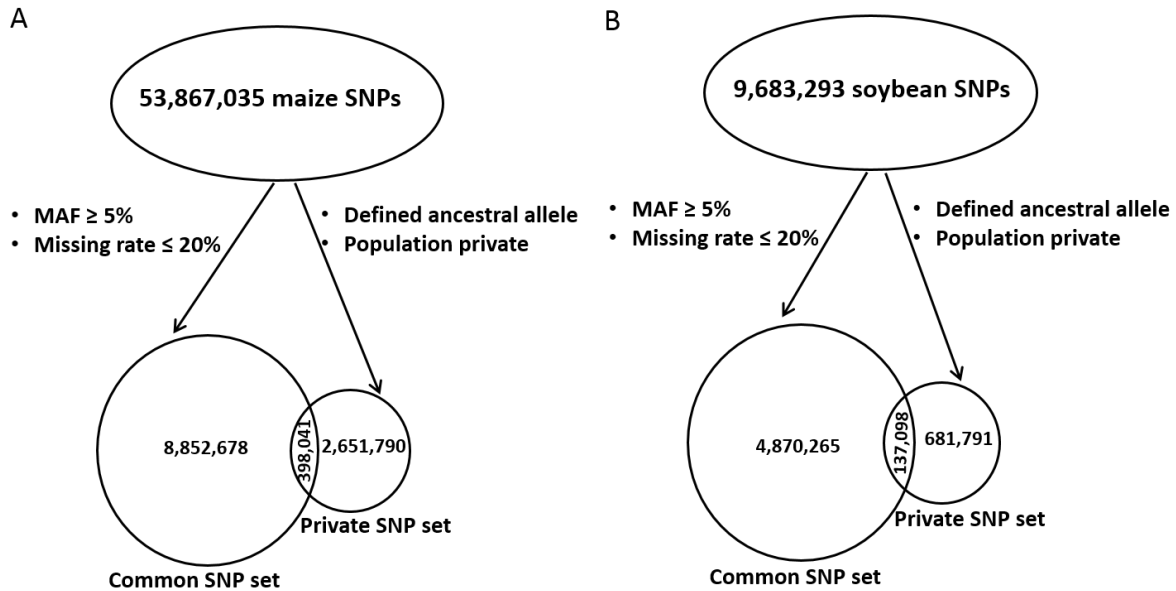 A
53,867,035 maize SNPs
• MAF ≥ 5%
• Missing rate ≤ 20%
• Defined ancestral allele
• Population private
8,852,678
398,041
2,651,790
Private SNP set
Common SNP set
B
9,683,293 soybean SNPs
• MAF ≥ 5%
• Missing rate ≤ 20%
• Defined ancestral allele
• Population private
4,870,265
137,098
681,791
Private SNP set
Common SNP set